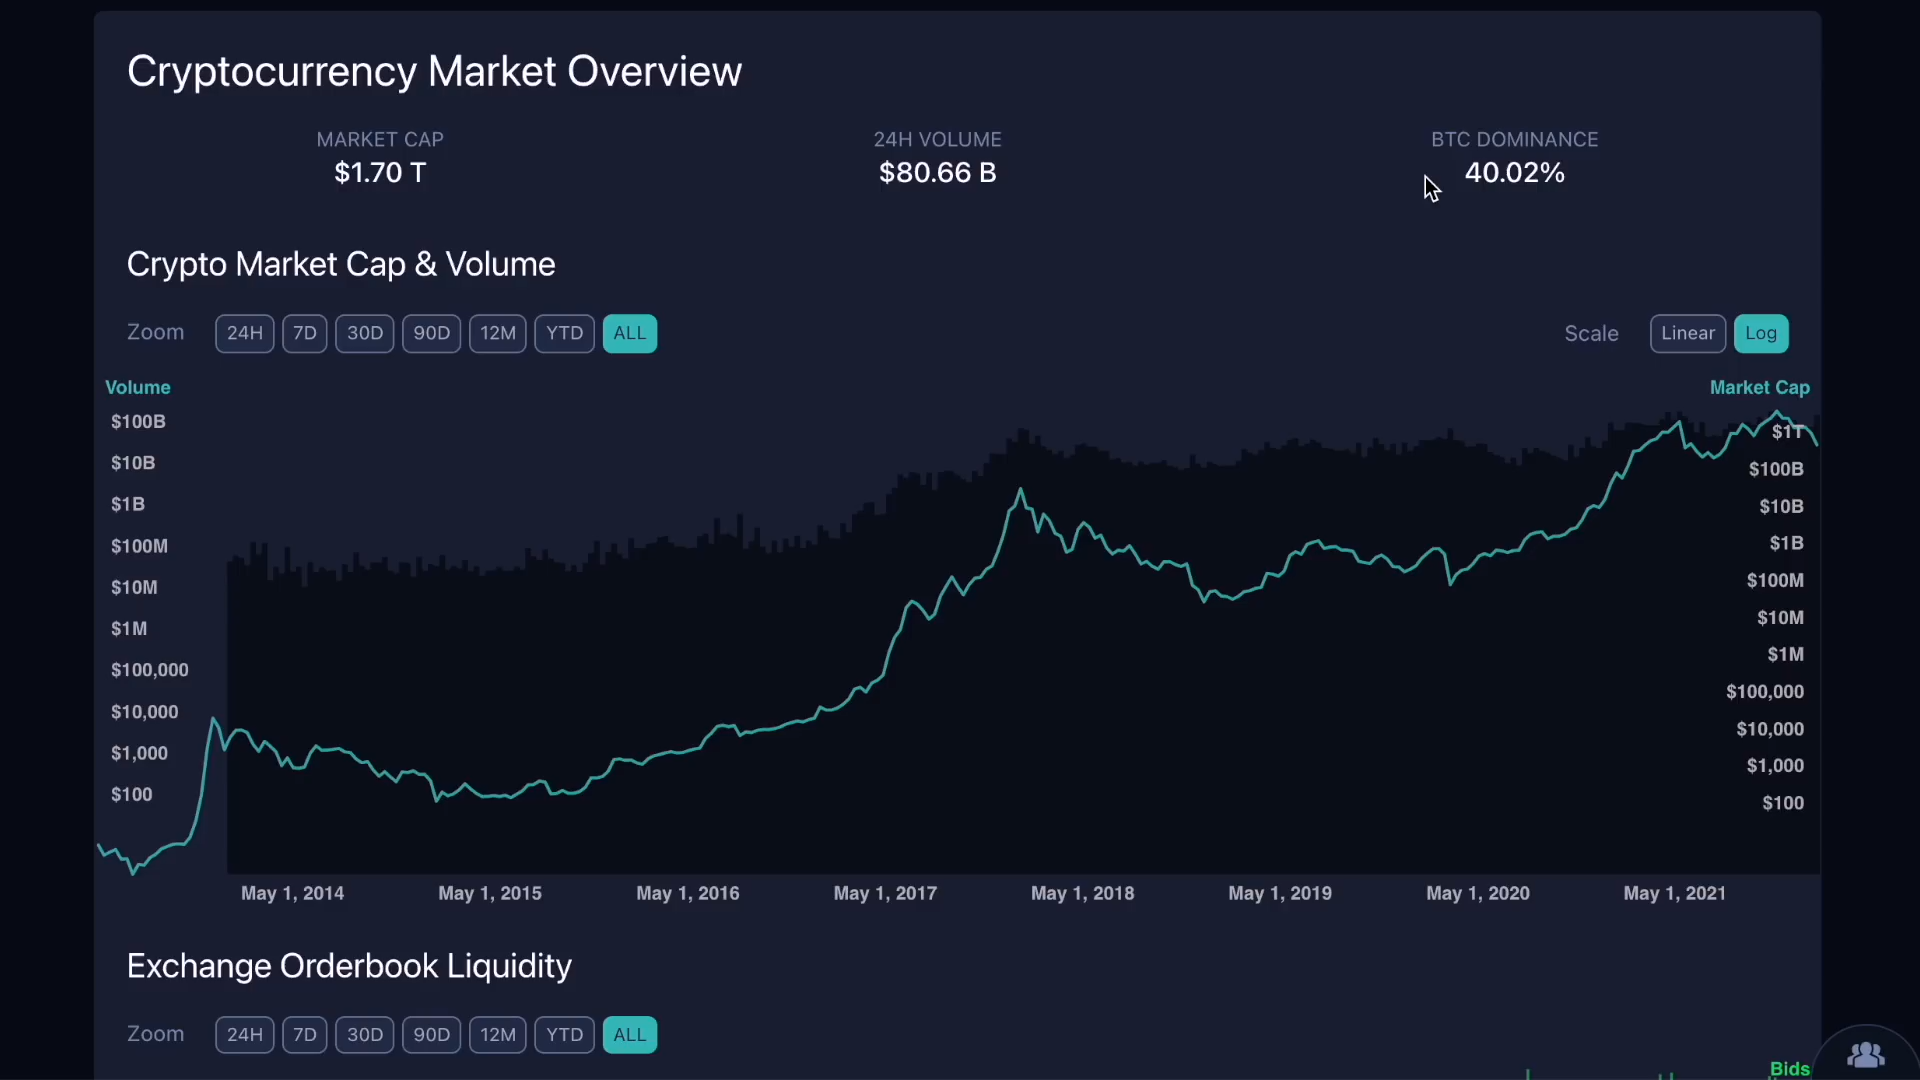 Cryptocurrency Market Overview
MARKET CAP
$1.70 T
24H VOLUME
$80.66 B
BTC DOMINANCE
40.02%
Crypto Market Cap & Volume
Zoom 24H 7D 30D 90D 12M YTD ALL
Scale Linear Log
Volume
$100B
$10B
$1B
$100M
$10M
$1M
$100,000
$10,000
$1,000
$100
Market Cap
$1T
$100B
$10B
$1B
$100M
$10M
$1M
$100,000
$10,000
$1,000
$100
May 1, 2014 May 1, 2015 May 1, 2016 May 1, 2017 May 1, 2018 May 1, 2019 May 1, 2020 May 1, 2021
Exchange Orderbook Liquidity
Zoom 24H 7D 30D 90D 12M YTD ALL
Bids